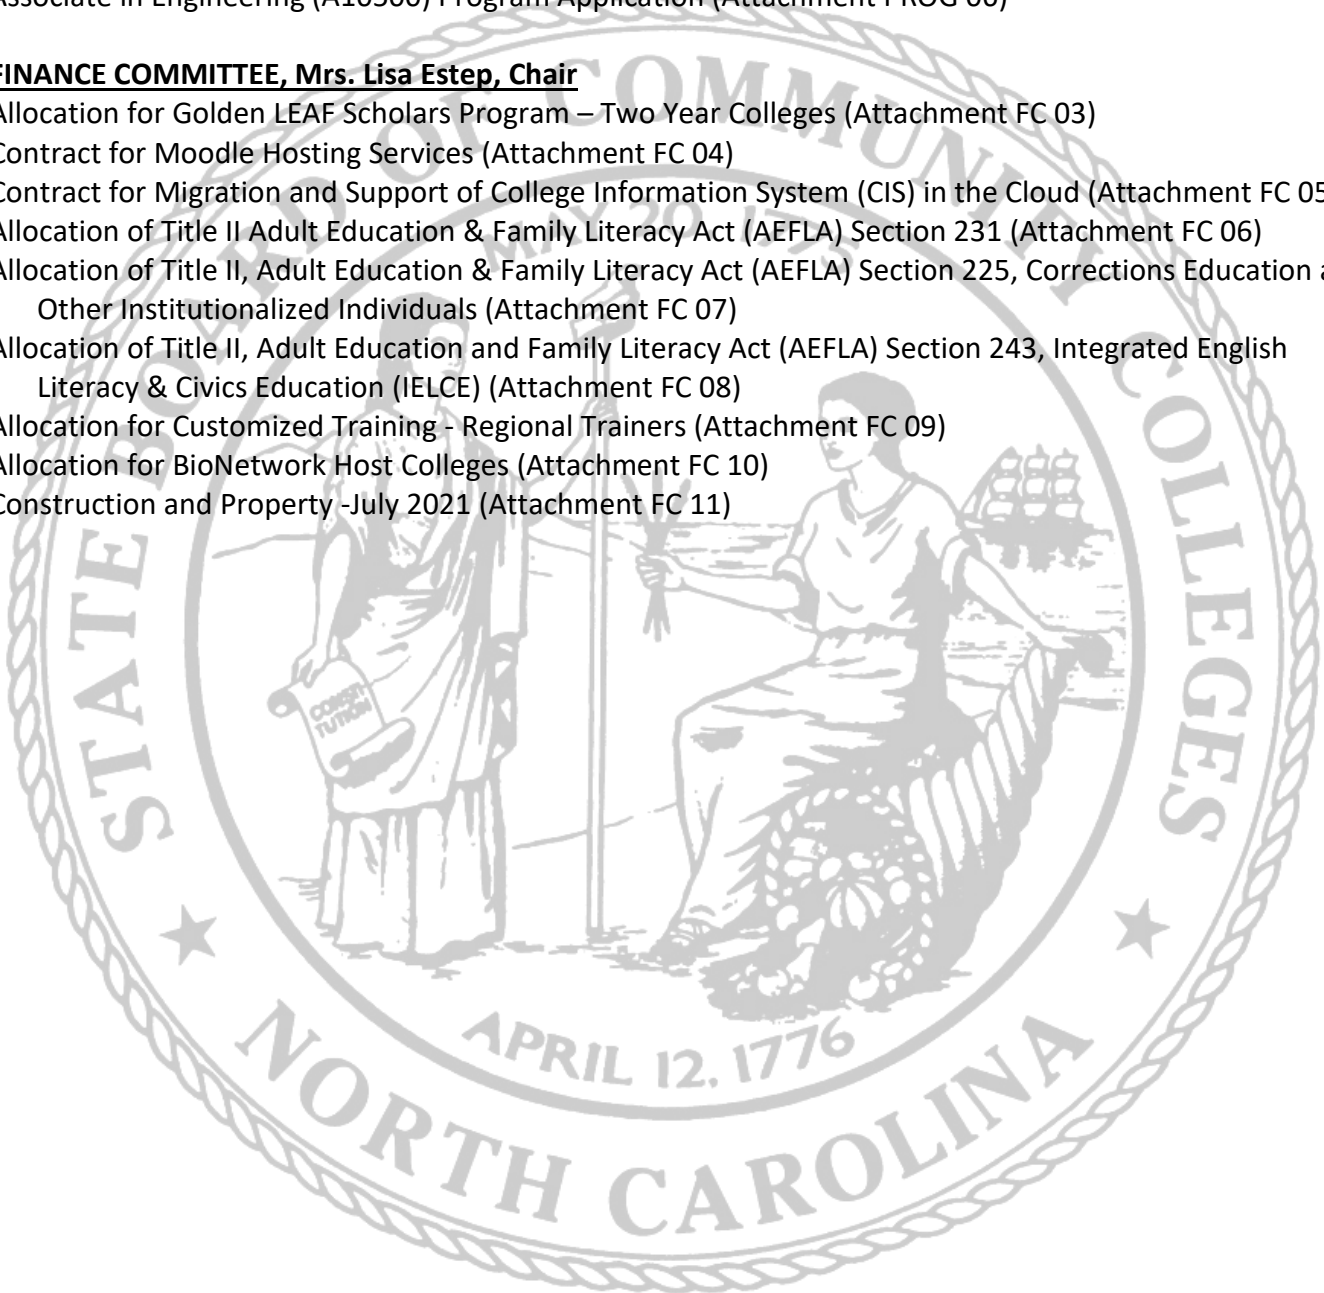 Associate in Engineering (A10500) Program Application (Attachment PROG 06)
FINANCE COMMITTEE, Mrs. Lisa Estep, Chair
Allocation for Golden LEAF Scholars Program – Two Year Colleges (Attachment FC 03)
Contract for Moodle Hosting Services (Attachment FC 04)
Contract for Migration and Support of College Information System (CIS) in the Cloud (Attachment FC 05
Allocation of Title II Adult Education & Family Literacy Act (AEFLA) Section 231 (Attachment FC 06)
Allocation of Title II, Adult Education & Family Literacy Act (AEFLA) Section 225, Corrections Education
Other Institutionalized Individuals (Attachment FC 07)
Allocation of Title II, Adult Education and Family Literacy Act (AEFLA) Section 243, Integrated English
Literacy & Civics Education (IELCE) (Attachment FC 08)
Allocation for Customized Training - Regional Trainers (Attachment FC 09)
Allocation for BioNetwork Host Colleges (Attachment FC 10)
Construction and Property -July 2021 (Attachment FC 11)
STATE BOARD OF COMMUNITY COLLEGES
MAY 20, 1775
CONSTI-
TUTION
APRIL 12, 1776
NORTH CAROLINA